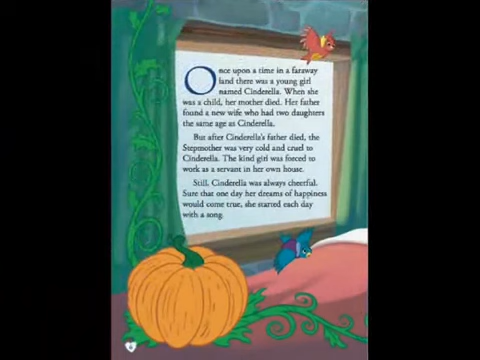 Once upon a time in a faraway
land there was a young girl
named Cinderella. When she
was a child, her mother died. Her father
found a new wife who had two daughters
the same age as Cinderella.
But after Cinderella's father died, the
Stepmother was very cold and cruel to
Cinderella. The kind girl was forced to
work as a servant in her own house.
Still, Cinderella was always cheerful.
Sure that one day her dreams of happiness
would come true, she started each day
with a song.